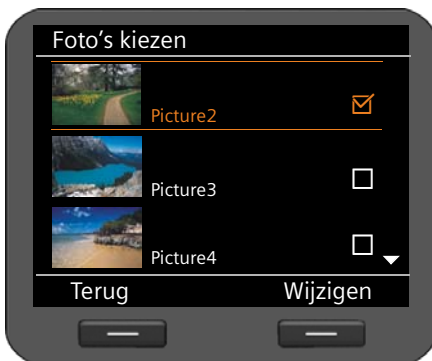 Foto's kiezen
Picture2
Picture3
Picture4
Terug Wijzigen